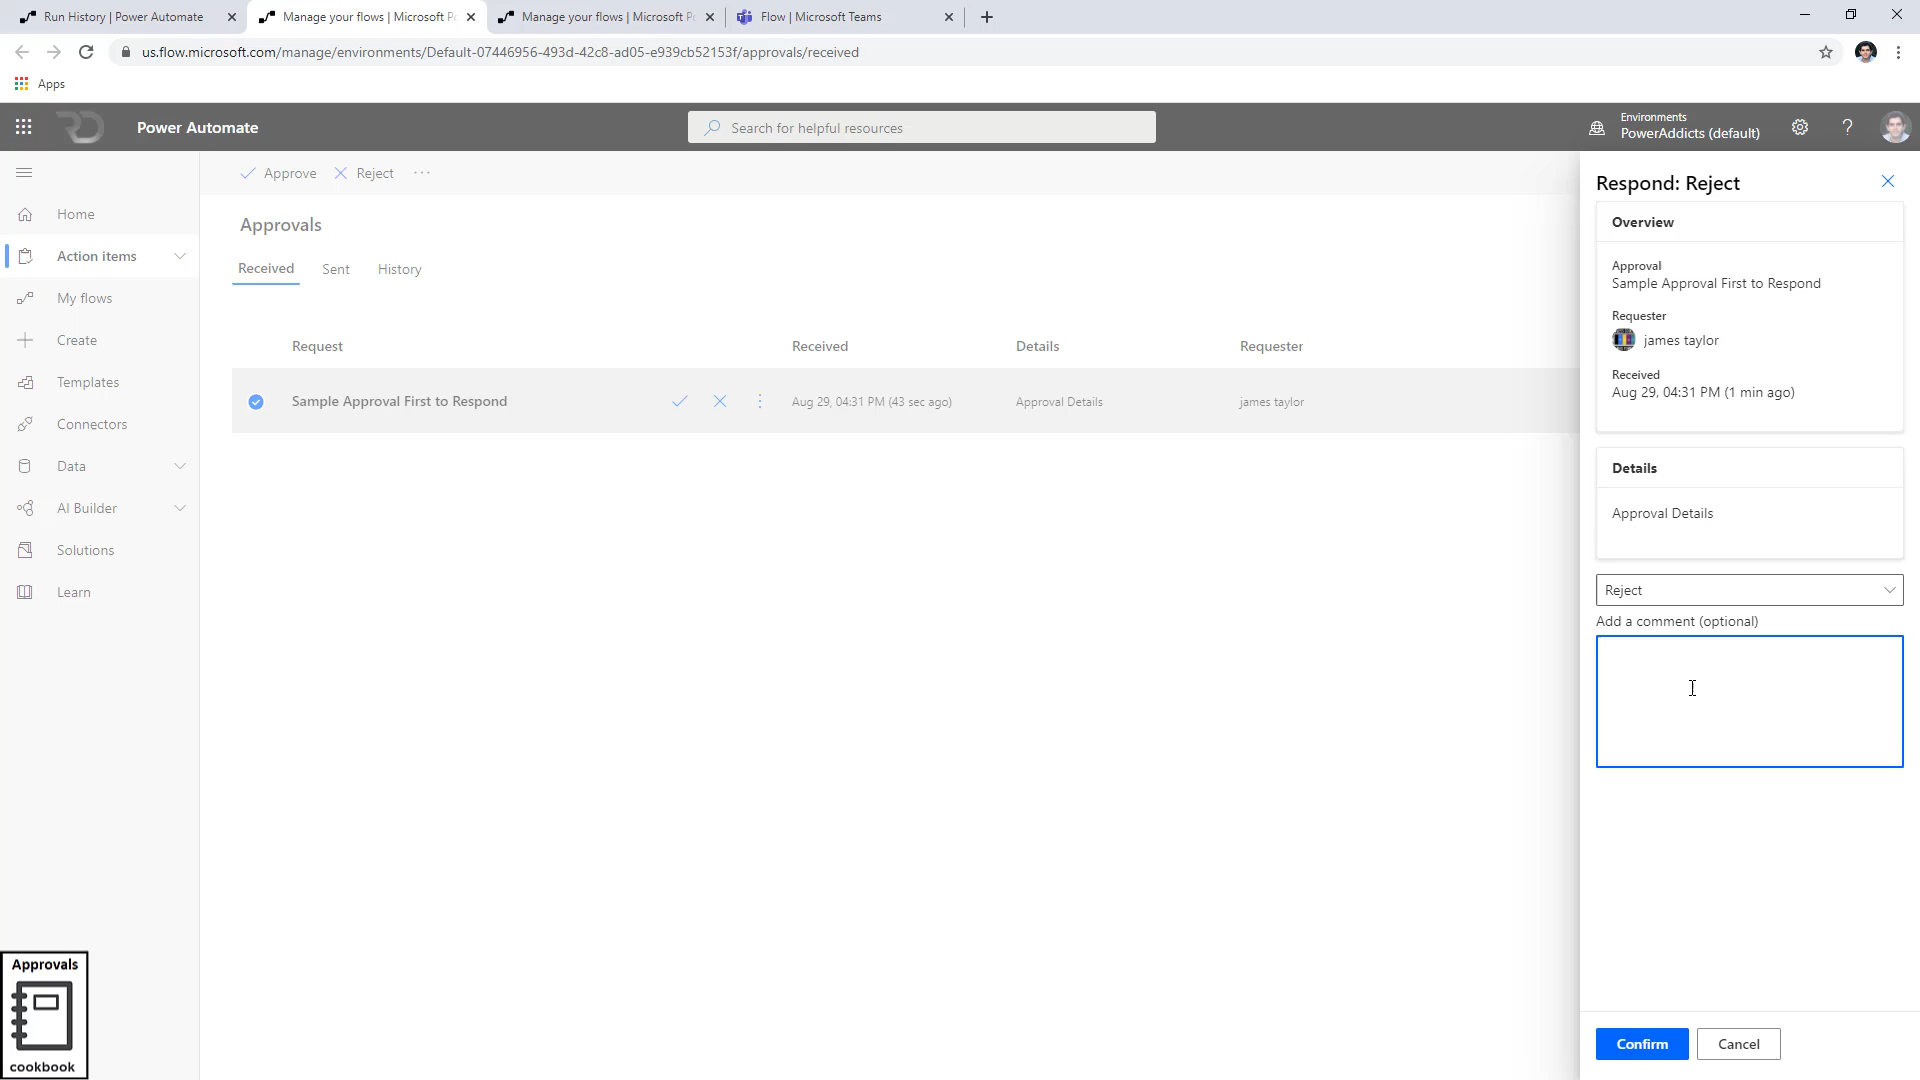 Run History | Power Automate
Manage your flows | Microsoft Po
Manage your flows | Microsoft Po
Flow | Microsoft Teams
us.flow.microsoft.com/manage/environments/Default-07446956-493d-42c8-ad05-e939cb52153f/approvals/received
Apps
Power Automate
Search for helpful resources
Environments
PowerAddicts (default)
Home
Action items
My flows
Create
Templates
Connectors
Data
AI Builder
Solutions
Learn
Approve
Reject
Approvals
Received
Sent
History
Request
Received
Details
Requester
Sample Approval First to Respond
Aug 29, 04:31 PM (43 sec ago)
Approval Details
james taylor
Respond: Reject
Overview
Approval
Sample Approval First to Respond
Requester
james taylor
Received
Aug 29, 04:31 PM (1 min ago)
Details
Approval Details
Reject
Add a comment (optional)
Confirm
Cancel
Approvals
cookbook